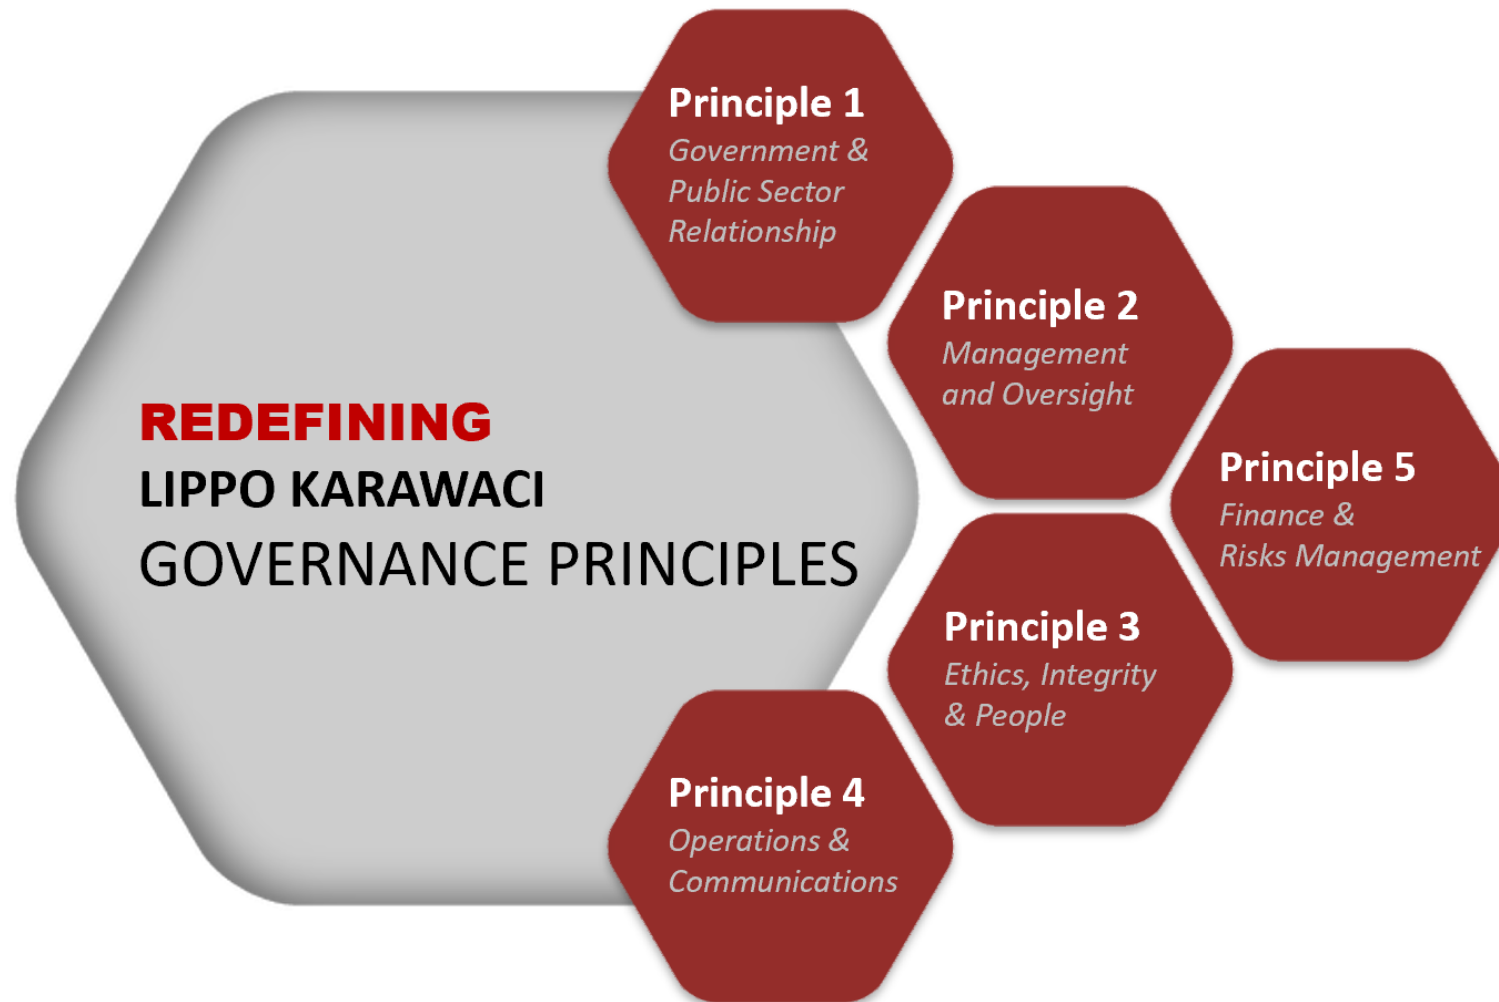 REDEFINING
LIPPO KARAWACI
GOVERNANCE PRINCIPLES
Principle 1
Government &
Public Sector
Relationship
Principle 2
Management
and Oversight
Principle 3
Ethics, Integrity
& People
Principle 4
Operations &
Communications
Principle 5
Finance &
Risks Management